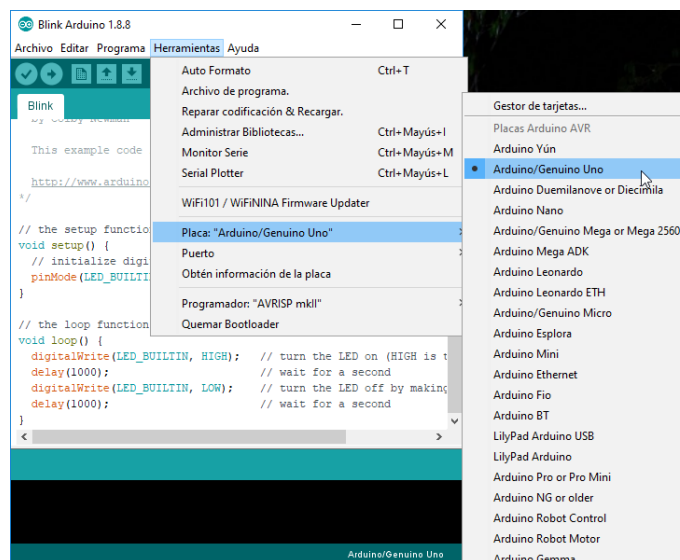 Blink Arduino 1.8.8
Archivo Editar Programa Herramientas Ayuda
Blink
by Colby Newman
This example code
http://www.arduino
*/
// the setup functio
void setup() {
// initialize digi
pinMode(LED_BUILTI
}
// the loop function
void loop() {
digitalWrite(LED_BUILTIN, HIGH); // turn the LED on (HIGH is t
delay(1000); // wait for a second
digitalWrite(LED_BUILTIN, LOW); // turn the LED off by making
delay(1000); // wait for a second
}
Arduino/Genuino Uno
Auto Formato Ctrl+T
Archivo de programa.
Reparar codificación & Recargar.
Administrar Bibliotecas... Ctrl+Mayús+I
Monitor Serie Ctrl+Mayús+M
Serial Plotter Ctrl+Mayús+L
WiFi101 / WiFiNINA Firmware Updater
Placa: "Arduino/Genuino Uno"
Puerto
Obtén información de la placa
Programador: "AVRISP mkII"
Quemar Bootloader
Gestor de tarjetas...
Placas Arduino AVR
Arduino Yún
Arduino/Genuino Uno
Arduino Duemilanove or Diecimila
Arduino Nano
Arduino/Genuino Mega or Mega 2560
Arduino Mega ADK
Arduino Leonardo
Arduino Leonardo ETH
Arduino/Genuino Micro
Arduino Esplora
Arduino Mini
Arduino Ethernet
Arduino Fio
Arduino BT
LilyPad Arduino USB
LilyPad Arduino
Arduino Pro or Pro Mini
Arduino NG or older
Arduino Robot Control
Arduino Robot Motor
Arduino Gemma